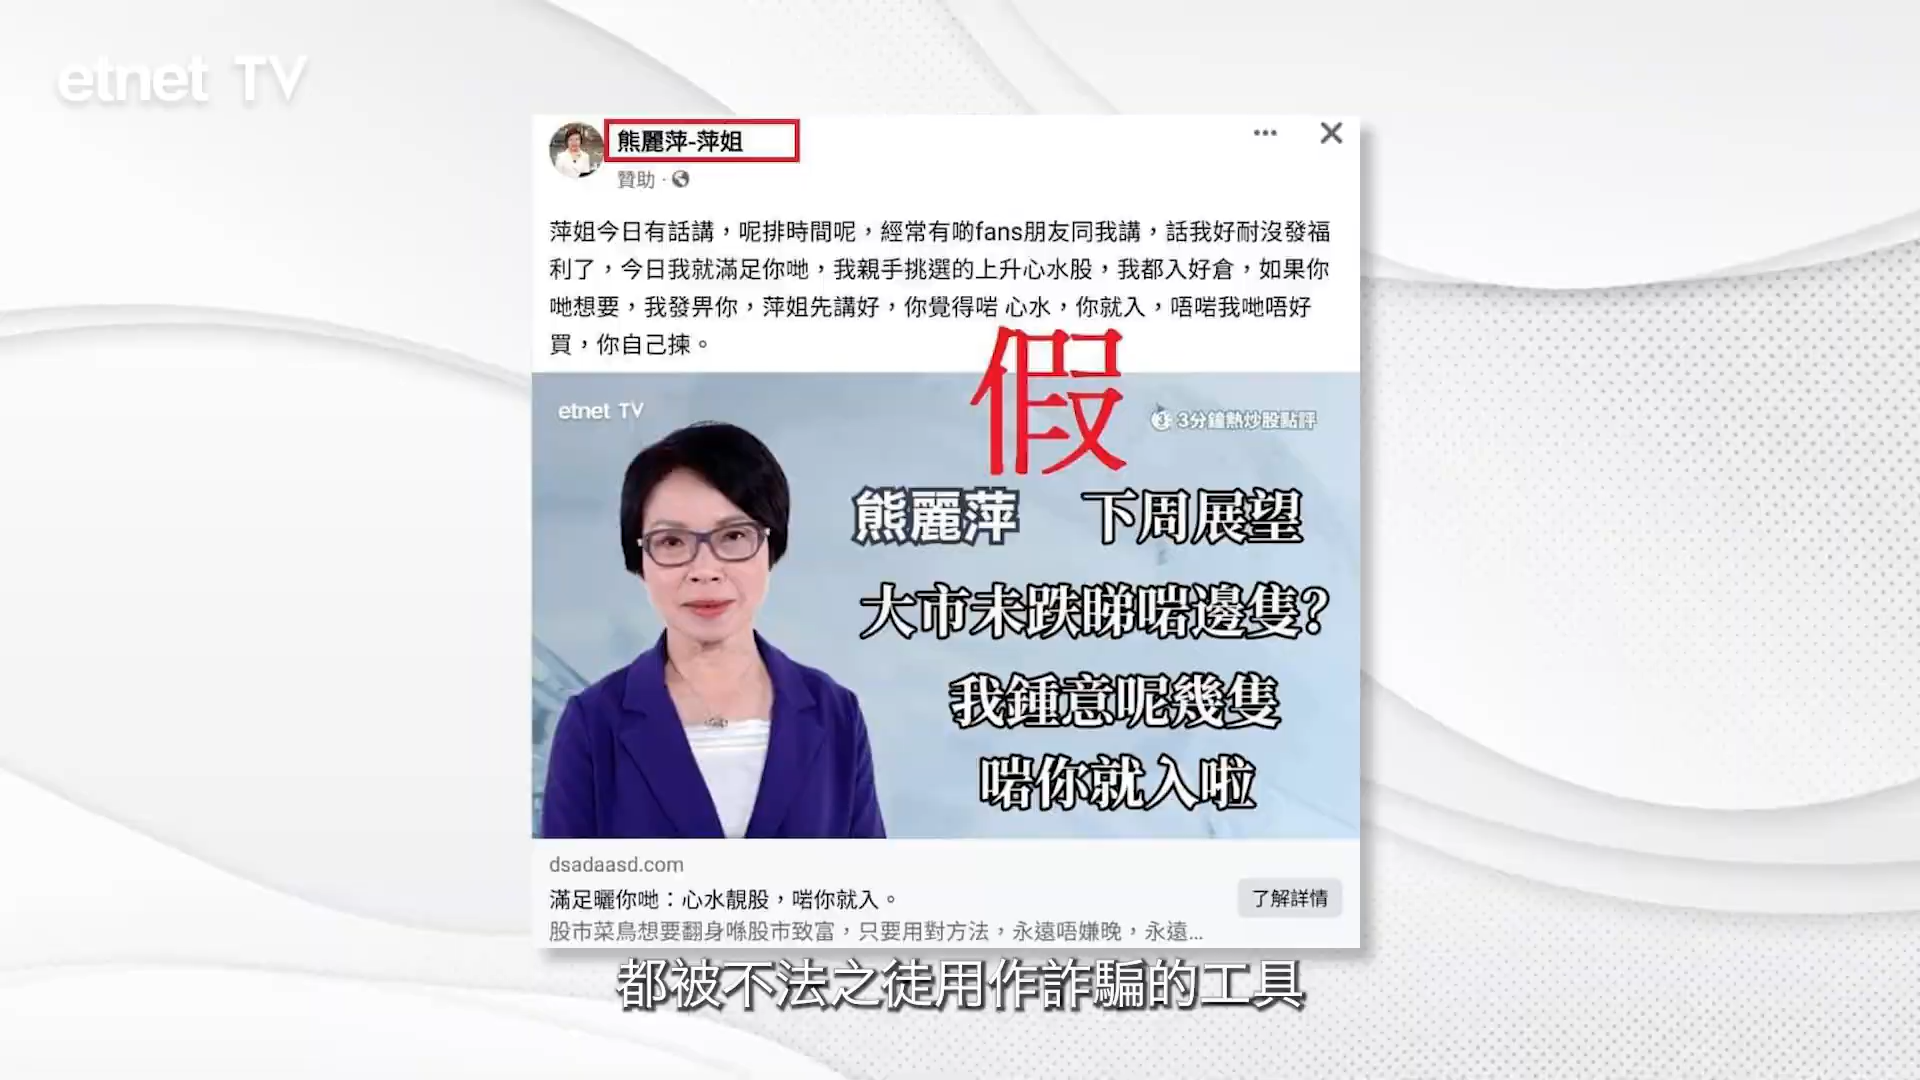 etnet TV
熊麗萍-萍姐
贊助 ·
萍姐今日有話講，呢排時間呢，經常有啲fans朋友同我講，話我好耐沒發福
利了，今日我就滿足你哋，我親手挑選的上升心水股，我都入好倉，如果你
哋想要，我發畀你，萍姐先講好，你覺得啱 心水，你就入，唔啱我哋唔好
買，你自己揀。
假
etnet TV
3分鐘熱炒股點評
熊麗萍 下周展望
大市未跌睇啱邊隻?
我鍾意呢幾隻
啱你就入啦
dsadaasd.com
滿足曬你哋：心水靚股，啱你就入。
了解詳情
股市菜鳥想要翻身喺股市致富，只要用對方法，永遠唔嫌晚，永遠...
都被不法之徒用作詐騙的工具